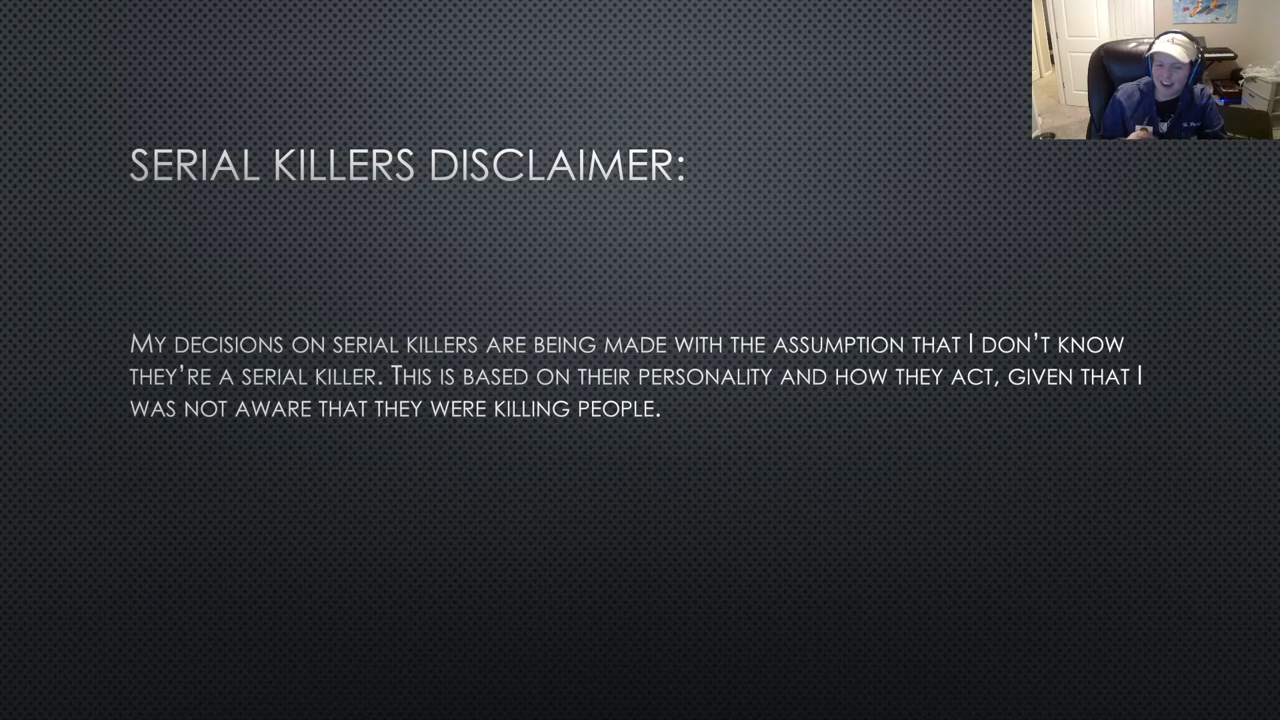 SERIAL KILLERS DISCLAIMER:
MY DECISIONS ON SERIAL KILLERS ARE BEING MADE WITH THE ASSUMPTION THAT I DON'T KNOW
THEY'RE A SERIAL KILLER. THIS IS BASED ON THEIR PERSONALITY AND HOW THEY ACT, GIVEN THAT I
WAS NOT AWARE THAT THEY WERE KILLING PEOPLE.